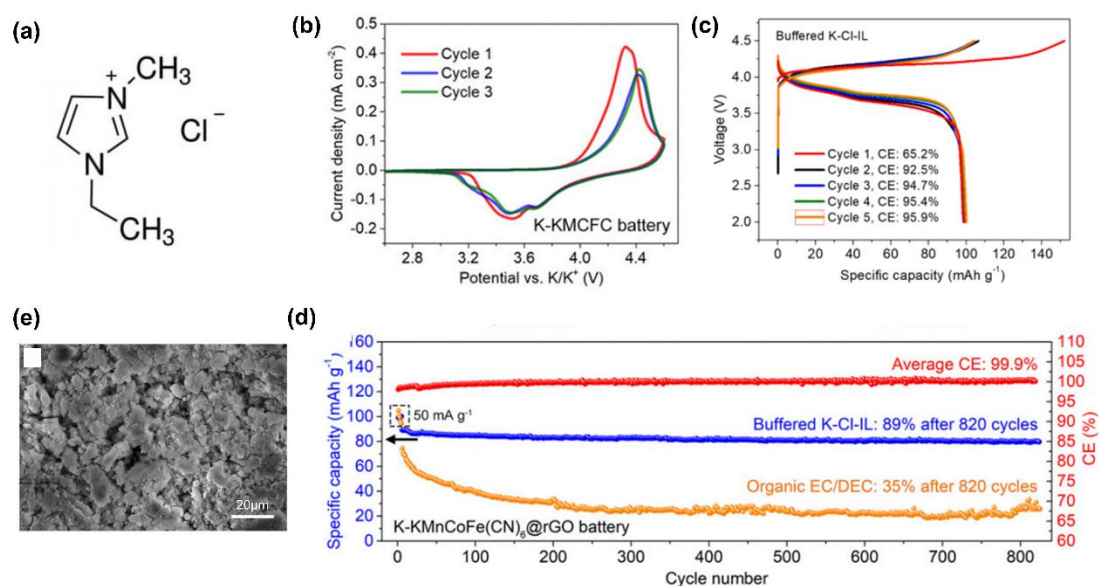 (a)
CH₃
N
+
Cl⁻
N
CH₃
(b)
Current density (mA cm⁻²)
0.5
0.4
0.3
0.2
0.1
0.0
-0.1
-0.2
Cycle 1
Cycle 2
Cycle 3
K-KMCFC battery
2.8 3.2 3.6 4.0 4.4
Potential vs. K/K⁺ (V)
(c)
Voltage (V)
4.5
4.0
3.5
3.0
2.5
2.0
Buffered K-Cl-IL
Cycle 1, CE: 65.2%
Cycle 2, CE: 92.5%
Cycle 3, CE: 94.7%
Cycle 4, CE: 95.4%
Cycle 5, CE: 95.9%
0 20 40 60 80 100 120 140
Specific capacity (mAh g⁻¹)
(e)
20μm
(d)
Specific capacity (mAh g⁻¹)
160
140
120
100
80
60
40
20
0
50 mA g⁻¹
Average CE: 99.9%
Buffered K-Cl-IL: 89% after 820 cycles
Organic EC/DEC: 35% after 820 cycles
K-KMnCoFe(CN)₆@rGO battery
110
105
100
95
90
85
80
75
70
65
60
CE (%)
0 100 200 300 400 500 600 700 800
Cycle number